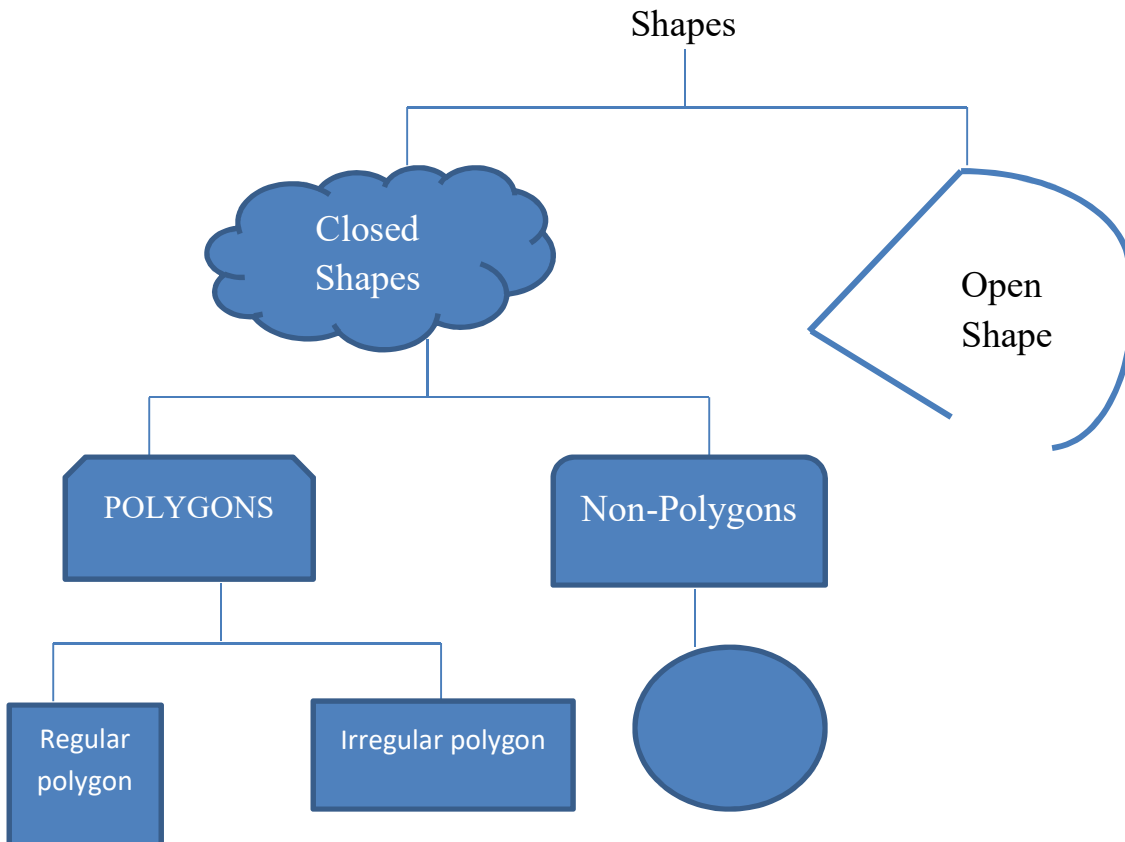 Shapes
Closed
Shapes
Open
Shape
POLYGONS
Non-Polygons
Regular
polygon
Irregular polygon